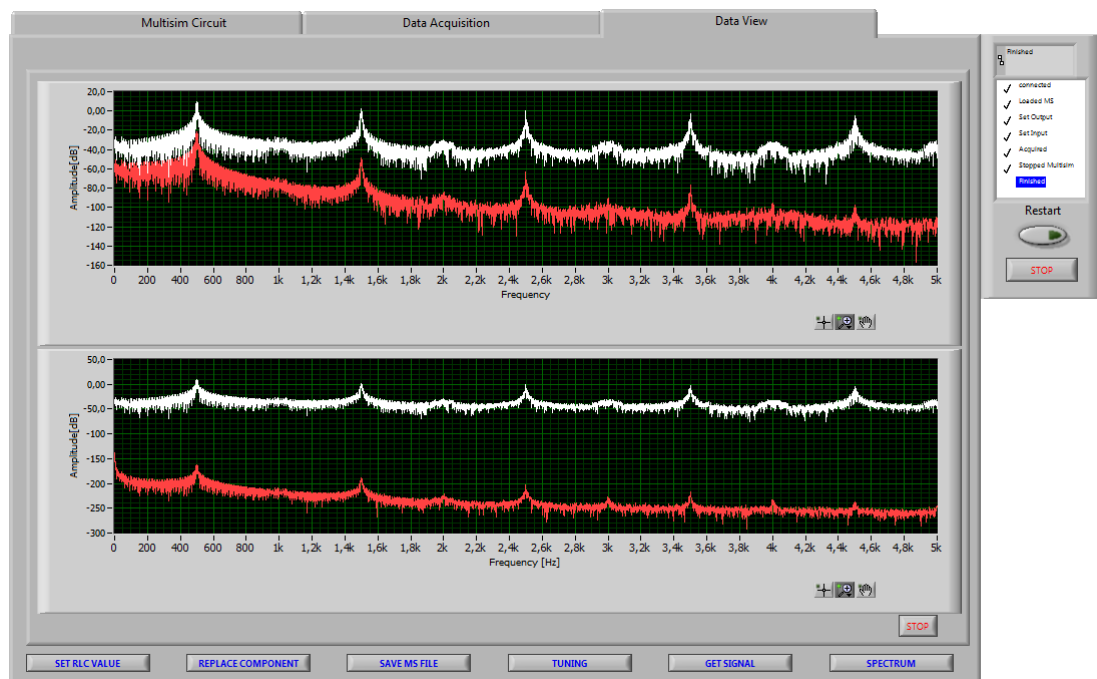 Multisim Circuit Data Acquisition Data View
Finished
connected
Loaded MS
Set Output
Set Input
Acquired
Stopped Multisim
Finished
Restart
STOP
20,0
0,00
-20,0
-40,0
-60,0
-80,0
-100
-120
-140
-160
Amplitude[dB]
0 200 400 600 800 1k 1,2k 1,4k 1,6k 1,8k 2k 2,2k 2,4k 2,6k 2,8k 3k 3,2k 3,4k 3,6k 3,8k 4k 4,2k 4,4k 4,6k 4,8k 5k
Frequency
50,0
0,00
-50,0
-100
-150
-200
-250
-300
Amplitude[dB]
0 200 400 600 800 1k 1,2k 1,4k 1,6k 1,8k 2k 2,2k 2,4k 2,6k 2,8k 3k 3,2k 3,4k 3,6k 3,8k 4k 4,2k 4,4k 4,6k 4,8k 5k
Frequency [Hz]
STOP
SET RLC VALUE REPLACE COMPONENT SAVE MS FILE TUNING GET SIGNAL SPECTRUM